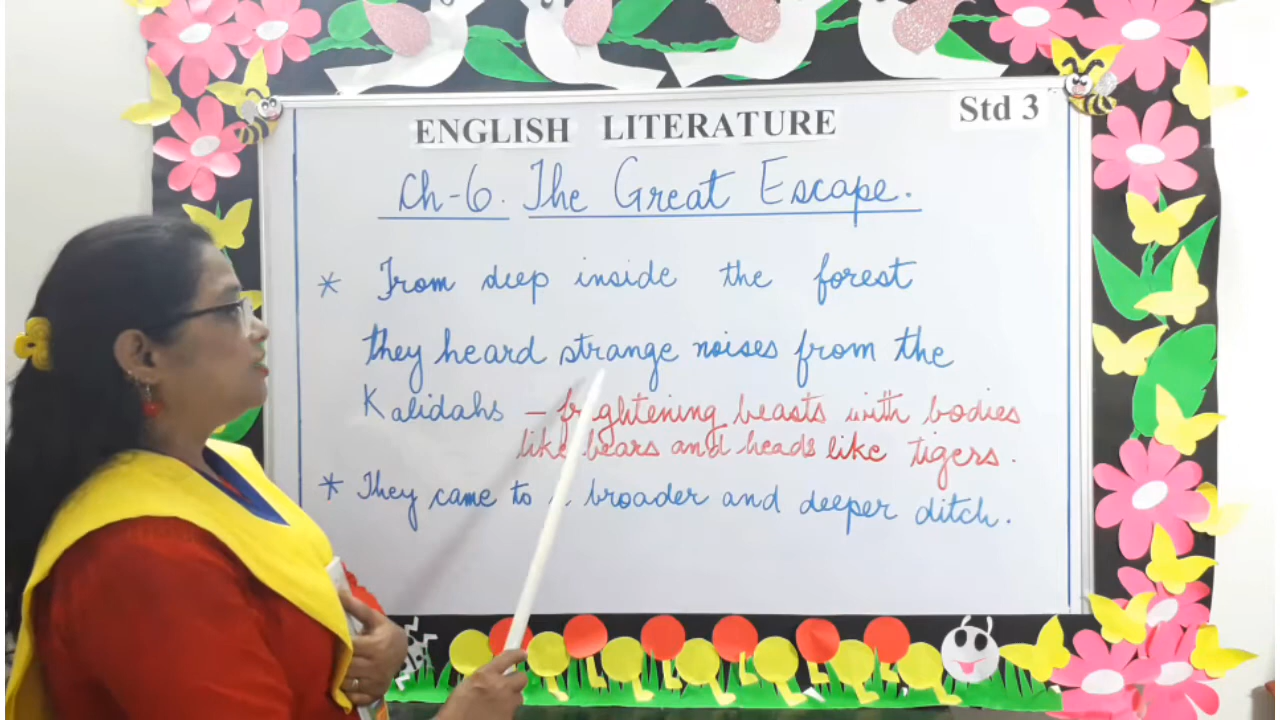 ENGLISH LITERATURE Std 3
Ch-6. The Great Escape.
* From deep inside the forest
they heard strange noises from the
Kalidahs – frightening beasts with bodies
like bears and heads like tigers.
* They came to a broader and deeper ditch.